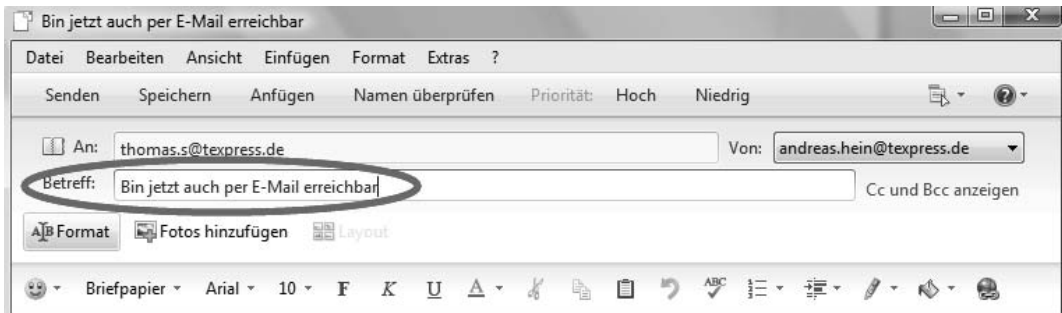 Bin jetzt auch per E-Mail erreichbar
Datei Bearbeiten Ansicht Einfügen Format Extras ?
Senden Speichern Anfügen Namen überprüfen Priorität: Hoch Niedrig
An: thomas.s@texpress.de Von: andreas.hein@texpress.de
Betreff: Bin jetzt auch per E-Mail erreichbar Cc und Bcc anzeigen
A B Format Fotos hinzufügen Layout
Briefpapier Arial 10 F K U A ABC